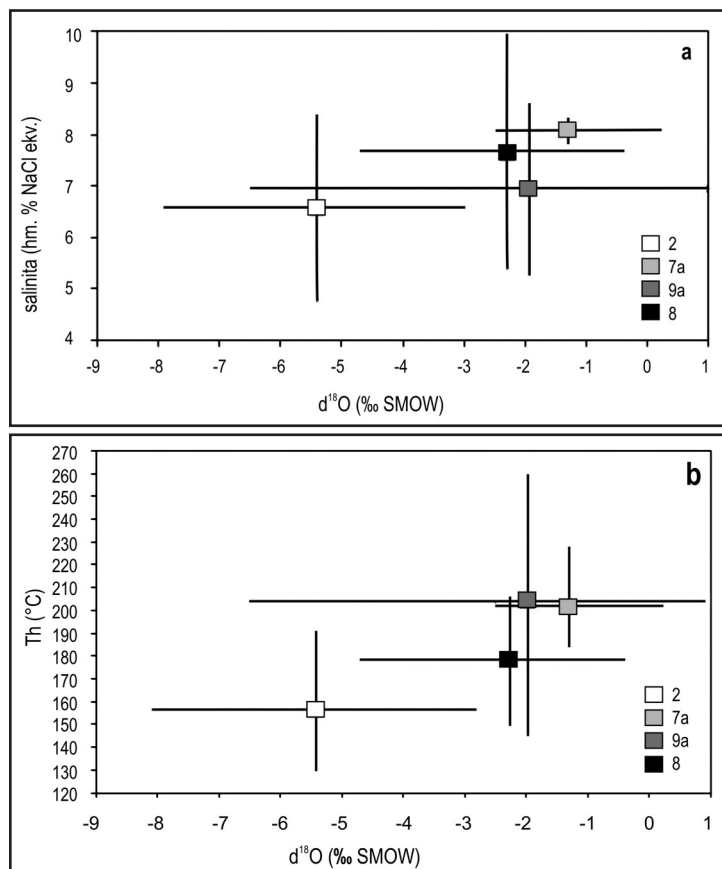 a
10
9
8
7
6
5
4
salinita (hm. % NaCl ekv.)
2
7a
9a
8
-9 -8 -7 -6 -5 -4 -3 -2 -1 0 1
d¹⁸O (‰ SMOW)
b
270
260
250
240
230
220
210
200
190
180
170
160
150
140
130
120
Th (°C)
2
7a
9a
8
-9 -8 -7 -6 -5 -4 -3 -2 -1 0 1
d¹⁸O (‰ SMOW)